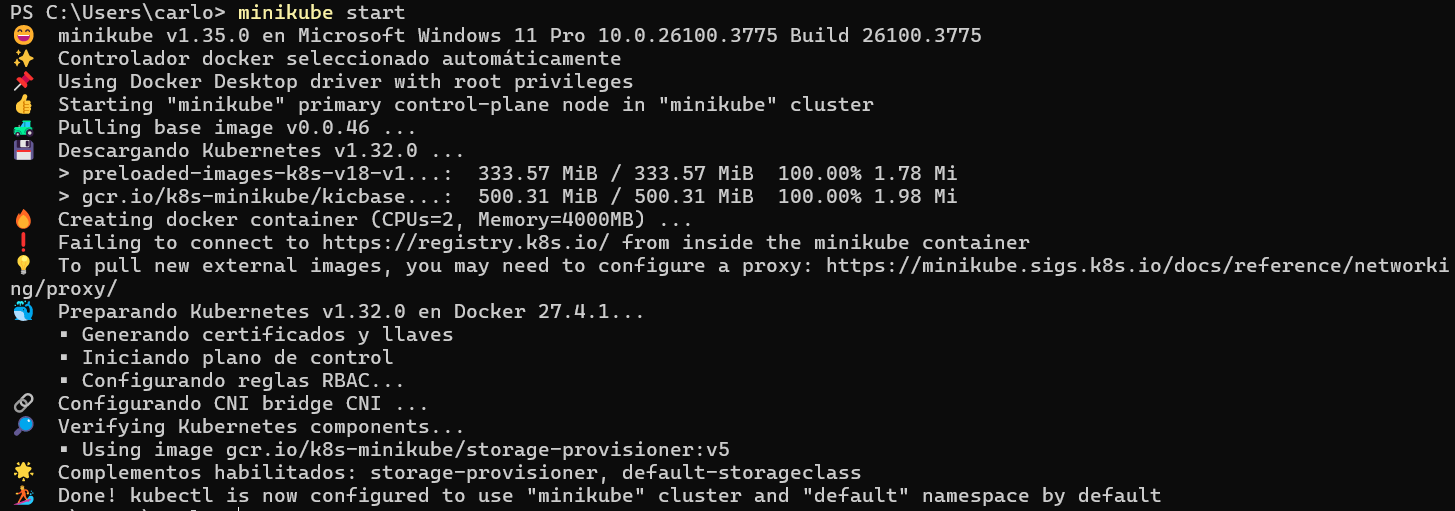 PS C:\Users\carlo> minikube start
😄  minikube v1.35.0 en Microsoft Windows 11 Pro 10.0.26100.3775 Build 26100.3775
✨  Controlador docker seleccionado automáticamente
📌  Using Docker Desktop driver with root privileges
👍  Starting "minikube" primary control-plane node in "minikube" cluster
🚜  Pulling base image v0.0.46 ...
💾  Descargando Kubernetes v1.32.0 ...
    > preloaded-images-k8s-v18-v1...:  333.57 MiB / 333.57 MiB  100.00% 1.78 Mi
    > gcr.io/k8s-minikube/kicbase...:  500.31 MiB / 500.31 MiB  100.00% 1.98 Mi
🔥  Creating docker container (CPUs=2, Memory=4000MB) ...
❗  Failing to connect to https://registry.k8s.io/ from inside the minikube container
💡  To pull new external images, you may need to configure a proxy: https://minikube.sigs.k8s.io/docs/reference/networki
ng/proxy/
🐳  Preparando Kubernetes v1.32.0 en Docker 27.4.1...
    ▪ Generando certificados y llaves
    ▪ Iniciando plano de control
    ▪ Configurando reglas RBAC...
🔗  Configurando CNI bridge CNI ...
🔎  Verifying Kubernetes components...
    ▪ Using image gcr.io/k8s-minikube/storage-provisioner:v5
🌟  Complementos habilitados: storage-provisioner, default-storageclass
🏄  Done! kubectl is now configured to use "minikube" cluster and "default" namespace by default